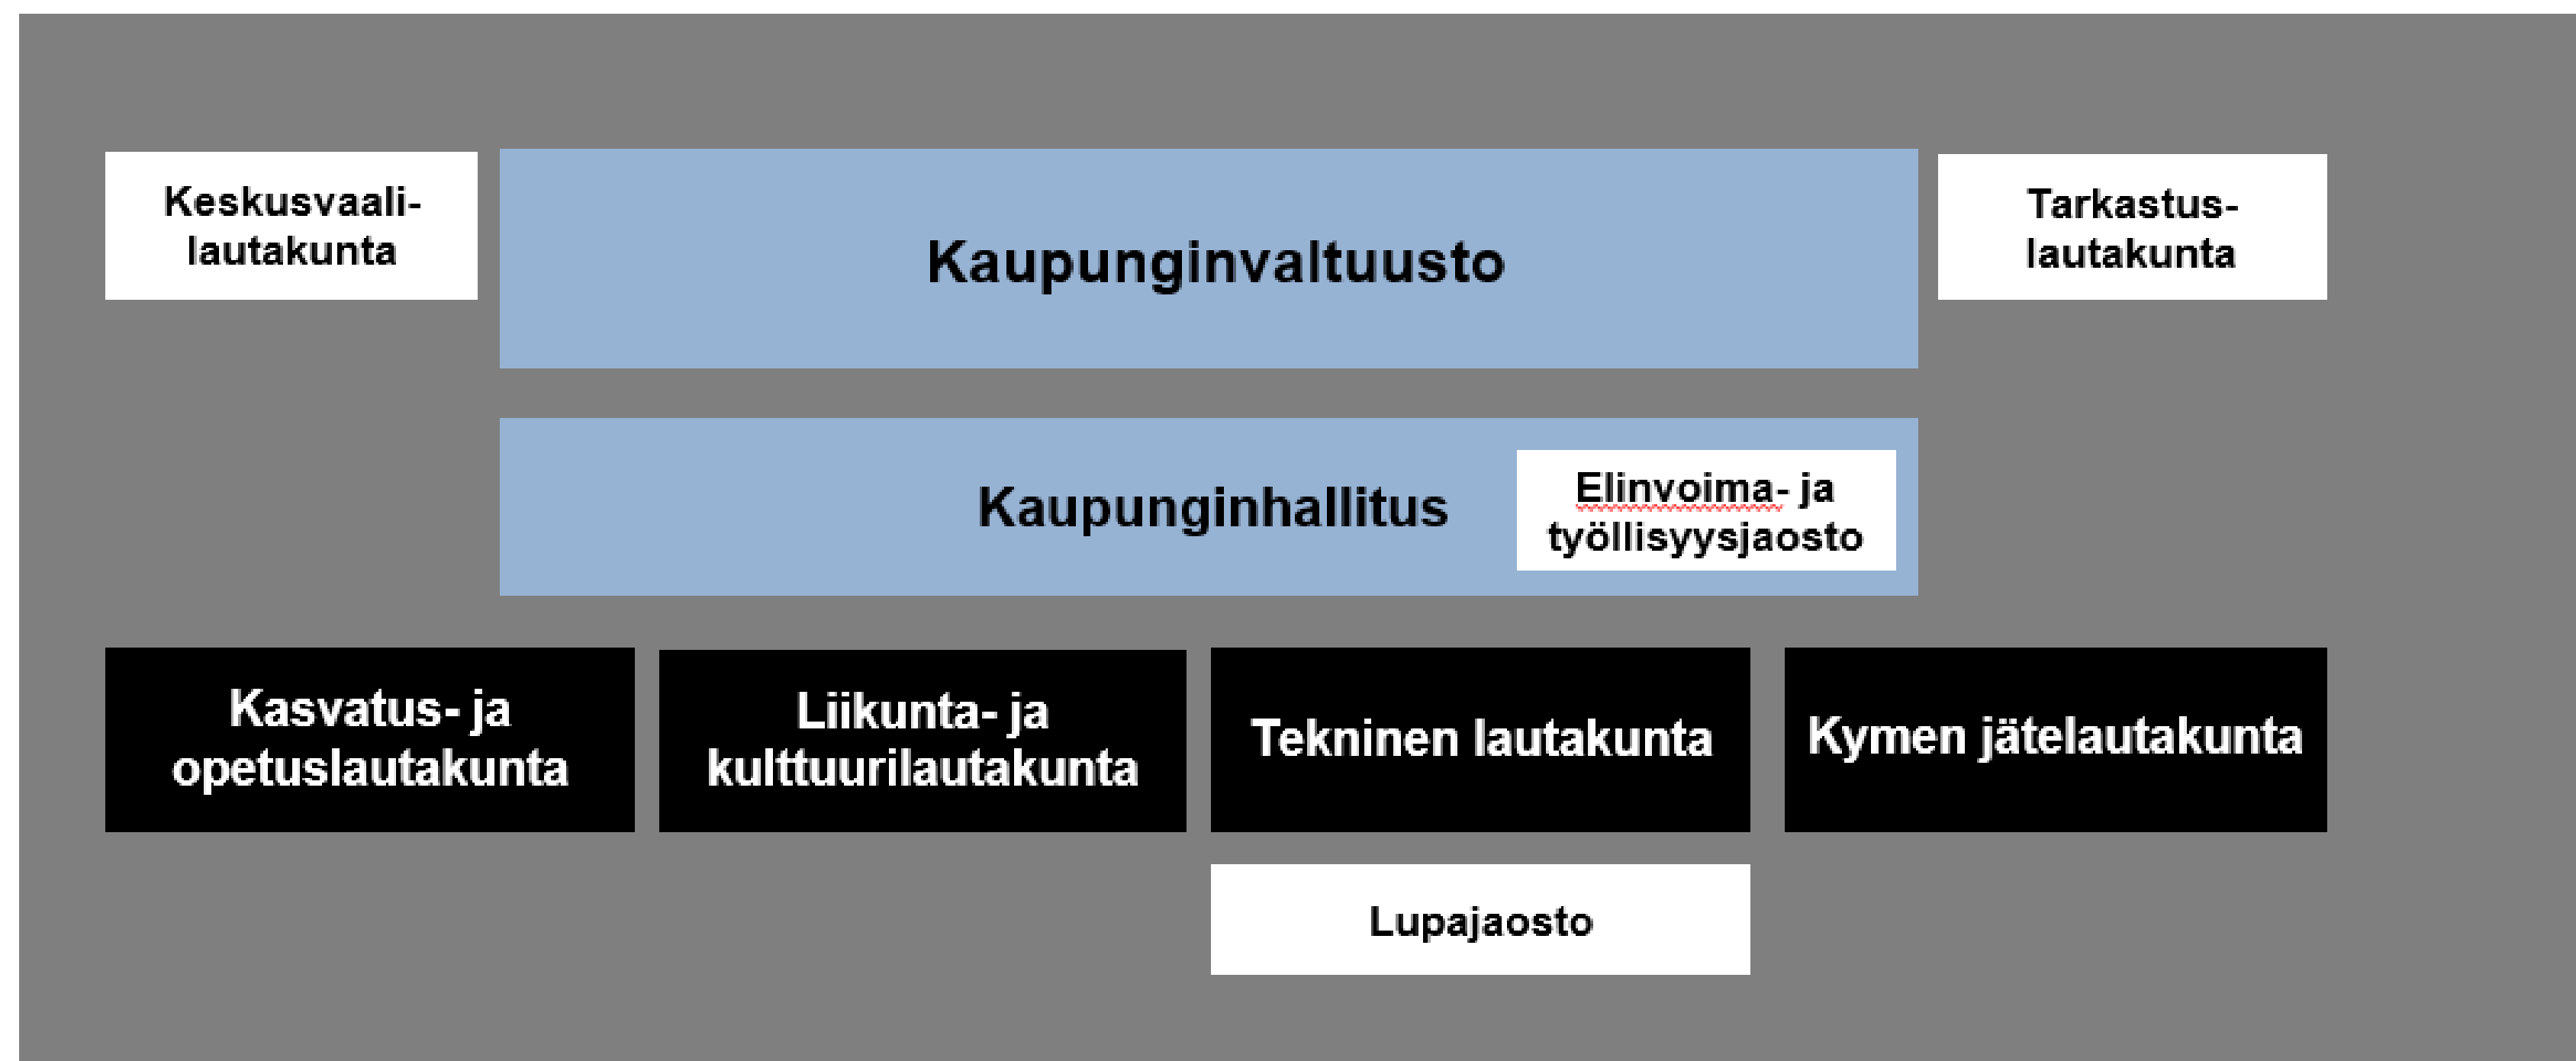 Keskusvaali-
lautakunta
Kaupunginvaltuusto
Tarkastus-
lautakunta
Kaupunginhallitus
Elinvoima- ja
työllisyysjaosto
Kasvatus- ja
opetuslautakunta
Liikunta- ja
kulttuurilautakunta
Tekninen lautakunta
Kymen jätelautakunta
Lupajaosto